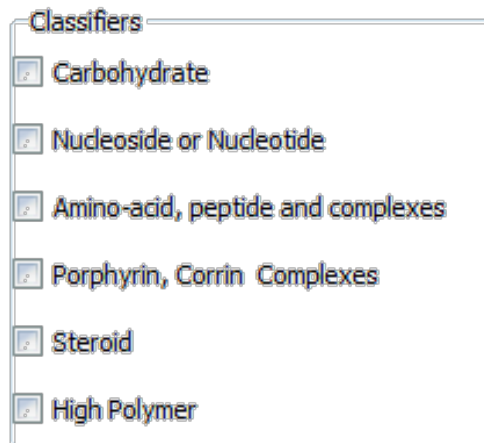 Classifiers
Carbohydrate
Nucleoside or Nucleotide
Amino-acid, peptide and complexes
Porphyrin, Corrin Complexes
Steroid
High Polymer